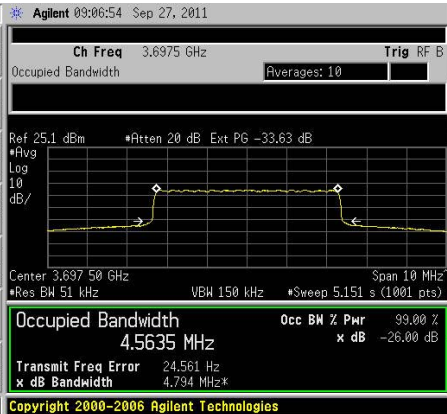 Agilent 09:06:54 Sep 27, 2011
Ch Freq 3.6975 GHz Trig RF B
Occupied Bandwidth Averages: 10
Ref 25.1 dBm #Atten 20 dB Ext PG -33.63 dB
#Avg
Log
10
dB/
Center 3.697 50 GHz Span 10 MHz
#Res BW 51 kHz VBW 150 kHz #Sweep 5.151 s (1001 pts)
Occupied Bandwidth Occ BW % Pwr 99.00 %
4.5635 MHz x dB -26.00 dB
Transmit Freq Error 24.561 Hz
x dB Bandwidth 4.794 MHz*
Copyright 2000-2006 Agilent Technologies